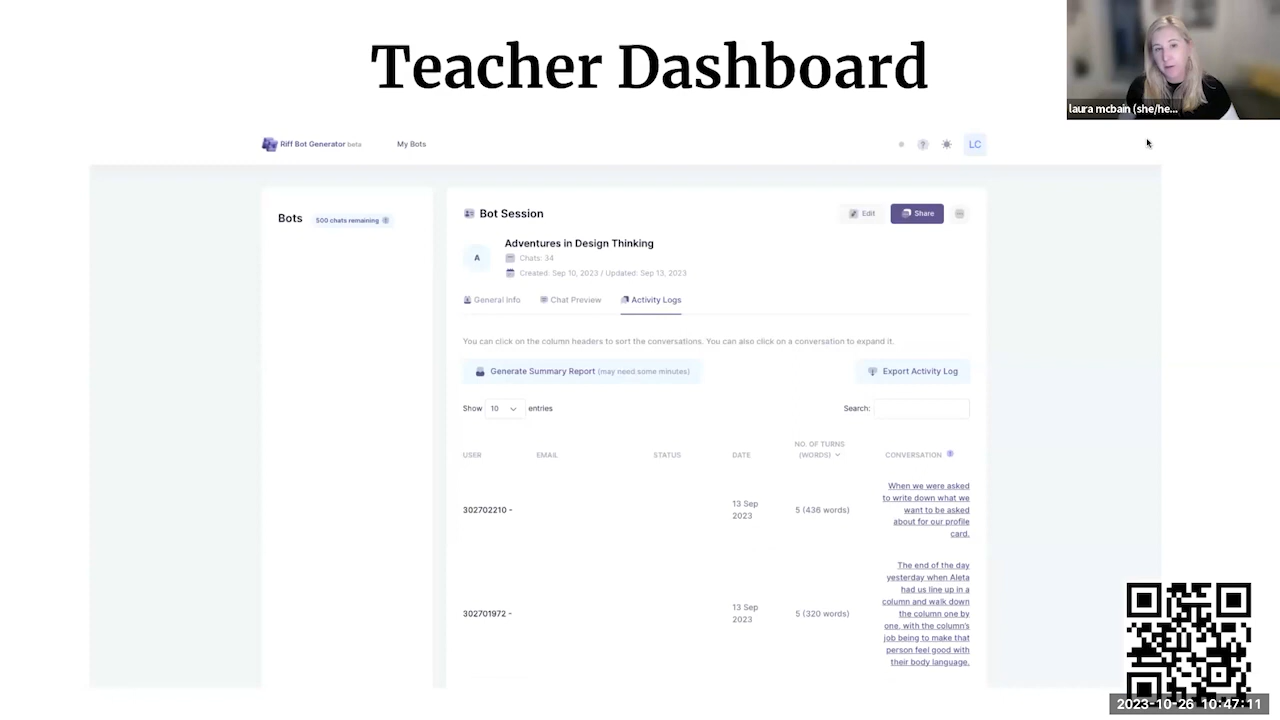 Teacher Dashboard
laura mcbain (she/he...
Riff Bot Generator beta
My Bots
?
LC
Bots
500 chats remaining
Bot Session
Edit
Share
A
Adventures in Design Thinking
Chats: 34
Created: Sep 10, 2023 / Updated: Sep 13, 2023
General Info
Chat Preview
Activity Logs
You can click on the column headers to sort the conversations. You can also click on a conversation to expand it.
Generate Summary Report (may need some minutes)
Export Activity Log
Show 10 entries
Search:
USER
EMAIL
STATUS
DATE
NO. OF TURNS
(WORDS)
CONVERSATION
302702210 -
13 Sep
2023
5 (436 words)
When we were asked
to write down what we
want to be asked
about for our profile
card.
302701972 -
13 Sep
2023
5 (320 words)
The end of the day
yesterday when Aleta
had us line up in a
column and walk down
the column one by
one, with the column's
job being to make that
person feel good with
their body language.
2023-10-26 10:47:11